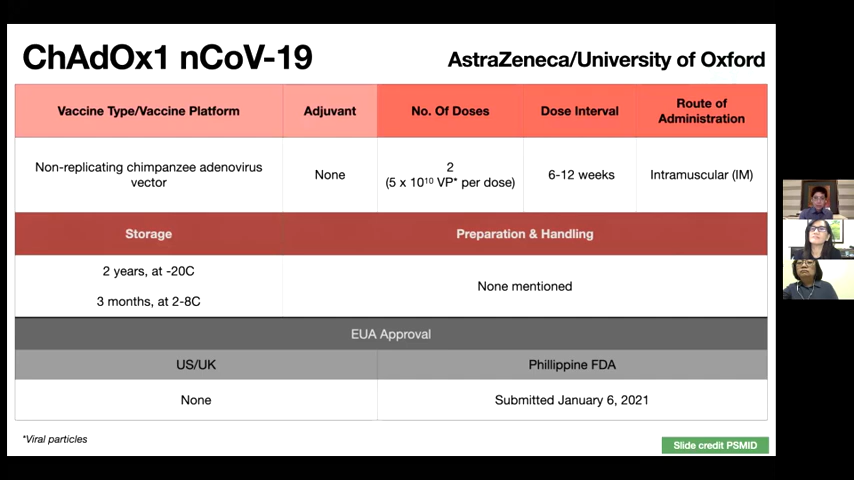 ChAdOx1 nCoV-19
AstraZeneca/University of Oxford
Vaccine Type/Vaccine Platform
Adjuvant
No. Of Doses
Dose Interval
Route of
Administration
Non-replicating chimpanzee adenovirus
vector
None
2
(5 x 10¹⁰ VP* per dose)
6-12 weeks
Intramuscular (IM)
Storage
Preparation & Handling
2 years, at -20C
3 months, at 2-8C
None mentioned
EUA Approval
US/UK
Phillippine FDA
None
Submitted January 6, 2021
*Viral particles
Slide credit PSMID